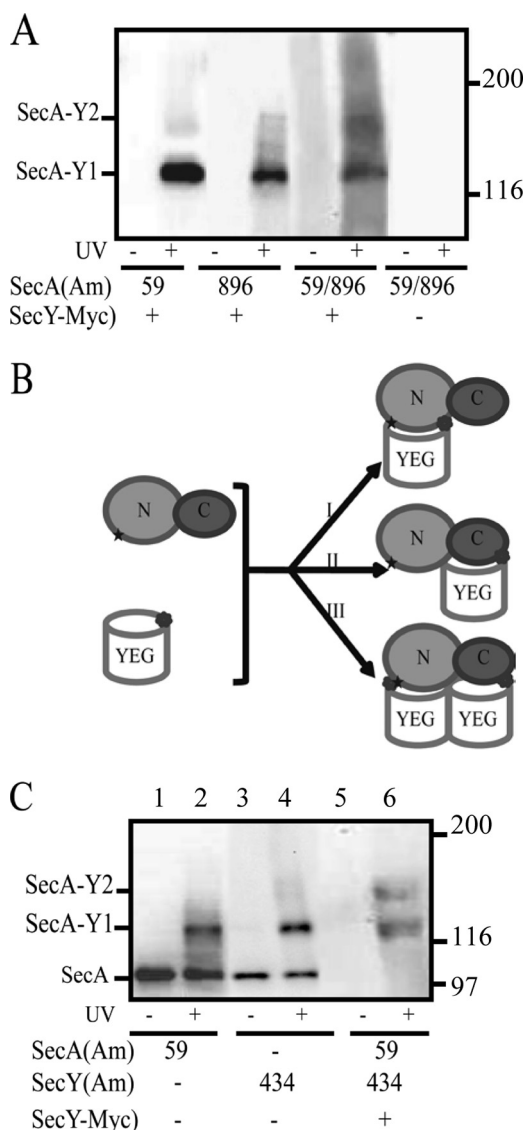 A
200
SecA-Y2
SecA-Y1
116
UV - + - + - + - +
SecA(Am) 59 896 59/896 59/896
SecY-Myc) + + + -
B
N C
YEG
N C
YEG
I
II
III
N C
YEG
N C
YEG YEG
C
1 2 3 4 5 6
200
SecA-Y2
SecA-Y1
116
SecA
97
UV - + - + - +
SecA(Am) 59 - 59
SecY(Am) - 434 434
SecY-Myc) - - +